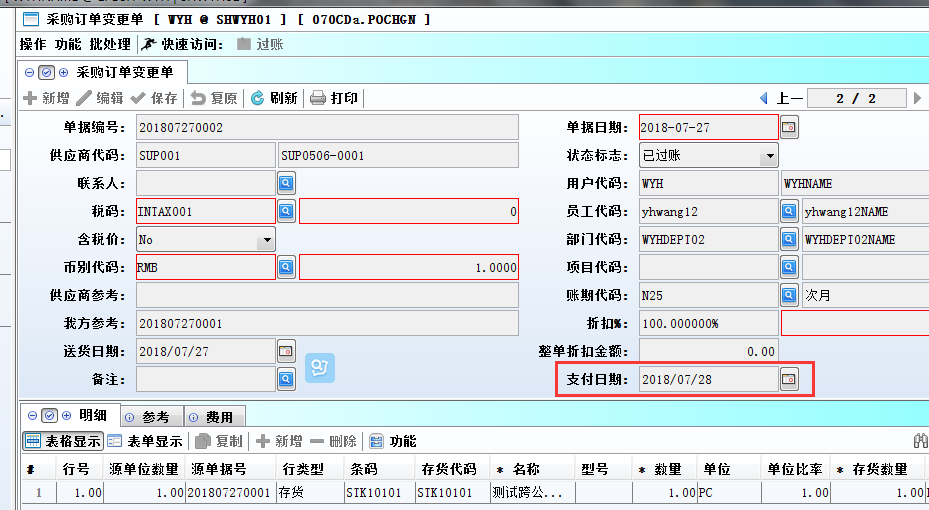 采购订单变更单 [ WYH @ SHWYH01 ] [ 070CDa.POCHGN ]
操作 功能 批处理 快速访问: 过账
采购订单变更单
新增 编辑 保存 复原 刷新 打印 上一 2 / 2
单据编号: 201807270002 单据日期: 2018-07-27
供应商代码: SUP001 SUP0506-0001 状态标志: 已过账
联系人: 用户代码: WYH WYHNAME
税码: INTAX001 0 员工代码: yhwang12 yhwang12NAME
含税价: No 部门代码: WYHDEPT02 WYHDEPT02NAME
币别代码: RMB 1.0000 项目代码:
供应商参考: 账期代码: N25 次月
我方参考: 201807270001 折扣%: 100.000000%
送货日期: 2018/07/27 整单折扣金额: 0.00
备注: 支付日期: 2018/07/28
明细 参考 费用
表格显示 表单显示 复制 新增 删除 功能
# 行号 源单位数量 源单据号 行类型 条码 存货代码 * 名称 型号 * 数量 单位 单位比率 * 存货数量
1 1.00 1.00 201807270001 存货 STK10101 STK10101 测试跨公... 1.00 PC 1.00 1.00